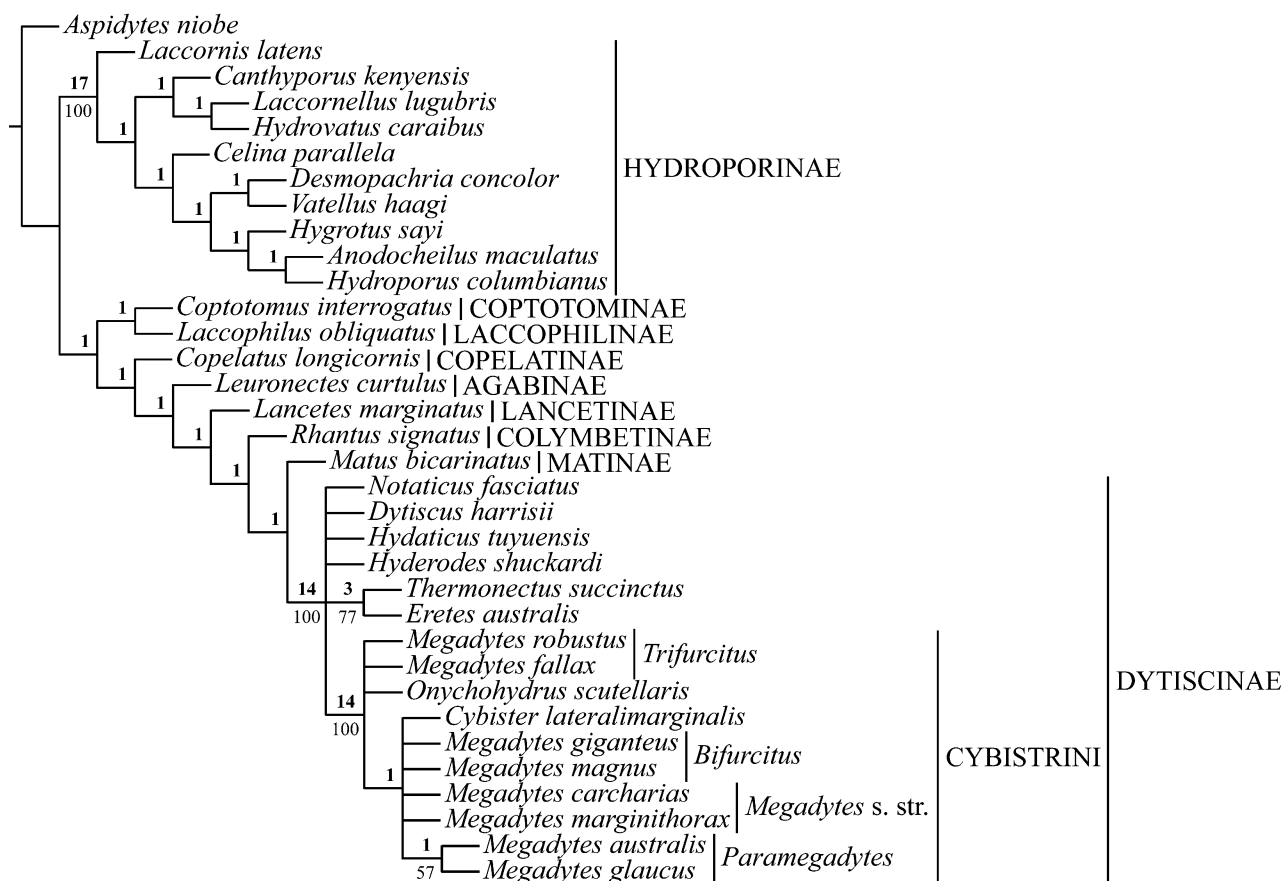 Aspidytes niobe
Laccornis latens
17
1
Canthyporus kenyensis
100
1
Laccornellus lugubris
1
Hydrovatus caraibus
1
Celina parallela
HYDROPORINAE
1
Desmopachria concolor
1
Vatellus haagi
1
Hygrotus sayi
1
Anodocheilus maculatus
Hydroporus columbianus
1
Coptotomus interrogatus COPTOTOMINAE
1
Laccophilus obliquatus LACCOPHILINAE
1
Copelatus longicornis COPELATINAE
1
Leuronectes curtulus AGABINAE
1
Lancetes marginatus LANCETINAE
1
Rhantus signatus COLYMBETINAE
1
Matus bicarinatus MATINAE
Notaticus fasciatus
Dytiscus harrisii
Hydaticus tuyuensis
Hyderodes shuckardi
14
3
Thermonectus succinctus
100
77
Eretes australis
Megadytes robustus
Trifurcitus
Megadytes fallax
DYTISCINAE
14
Onychohydrus scutellaris
100
Cybister lateralimarginalis
Megadytes giganteus
Bifurcitus
CYBISTRINI
1
Megadytes magnus
Megadytes carcharias
Megadytes s. str.
Megadytes marginithorax
1
Megadytes australis
Paramegadytes
57
Megadytes glaucus